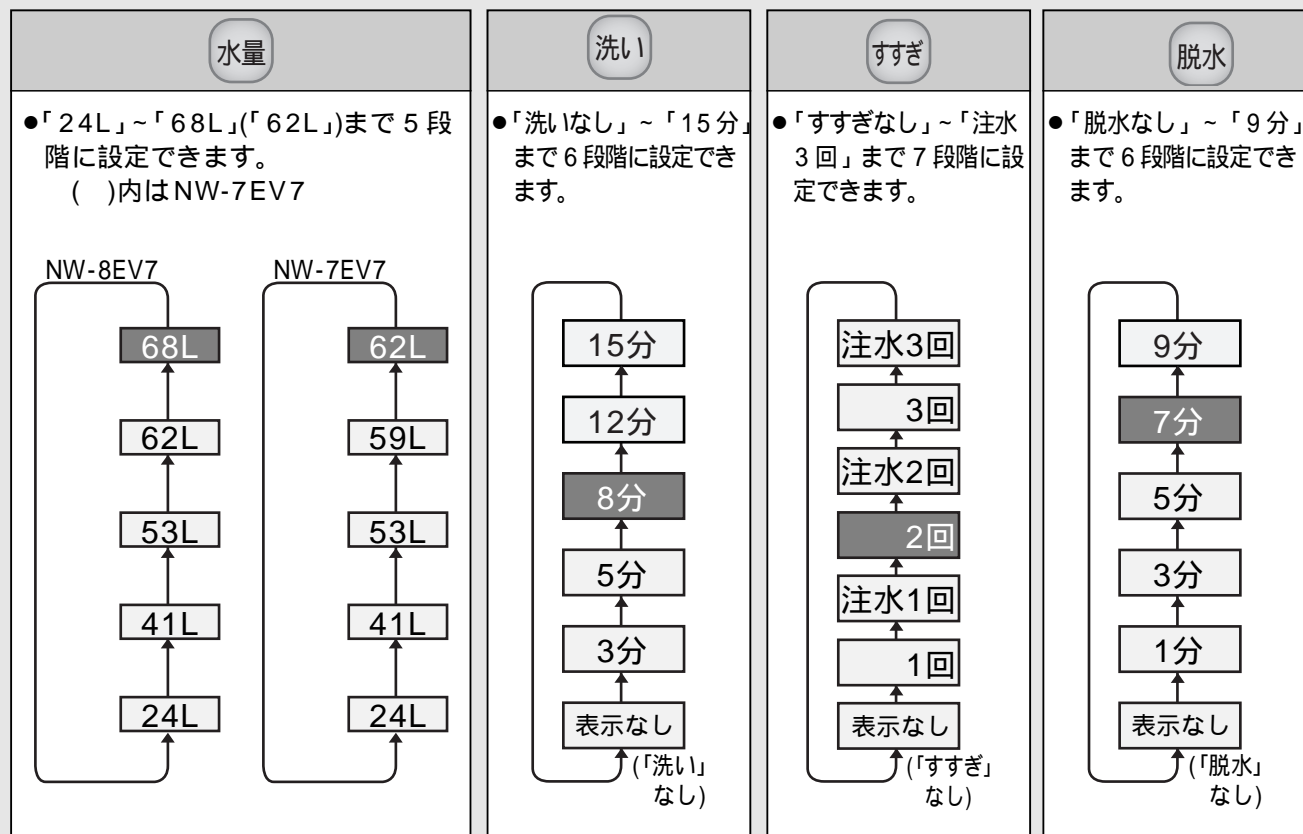 水量
●「24L」~「68L」(「62L」)まで5段
階に設定できます。
(　)内はNW-7EV7
NW-8EV7
68L
62L
53L
41L
24L
NW-7EV7
62L
59L
53L
41L
24L
洗い
●「洗いなし」~「15分」
まで6段階に設定でき
ます。
15分
12分
8分
5分
3分
表示なし
(「洗い」
なし)
すすぎ
●「すすぎなし」~「注水
3回」まで7段階に設
定できます。
注水3回
3回
注水2回
2回
注水1回
1回
表示なし
(「すすぎ」
なし)
脱水
●「脱水なし」~「9分」
まで6段階に設定でき
ます。
9分
7分
5分
3分
1分
表示なし
(「脱水」
なし)